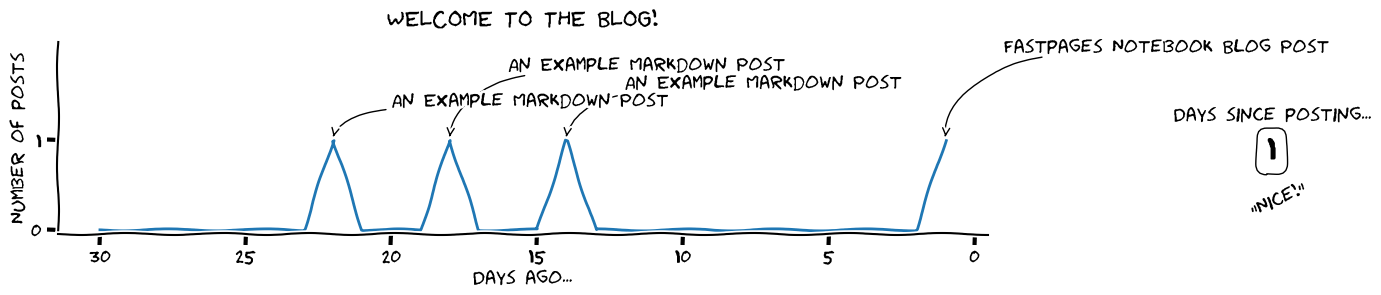 WELCOME TO THE BLOG!
FASTPAGES NOTEBOOK BLOG POST
AN EXAMPLE MARKDOWN POST
AN EXAMPLE MARKDOWN POST
AN EXAMPLE MARKDOWN POST
NUMBER OF POSTS
1
0
30 25 20 15 10 5 0
DAYS AGO...
DAYS SINCE POSTING...
1
"NICE!"